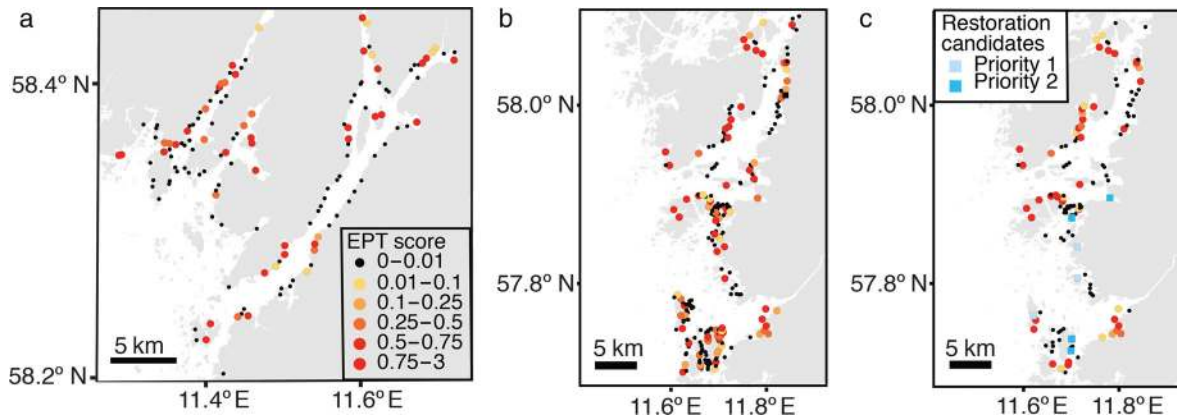 a
58.4° N
58.2° N
11.4° E
11.6° E
5 km
EPT score
0–0.01
0.01–0.1
0.1–0.25
0.25–0.5
0.5–0.75
0.75–3
b
58.0° N
57.8° N
11.6° E
11.8° E
5 km
c
Restoration
candidates
Priority 1
Priority 2
58.0° N
57.8° N
11.6° E
11.8° E
5 km